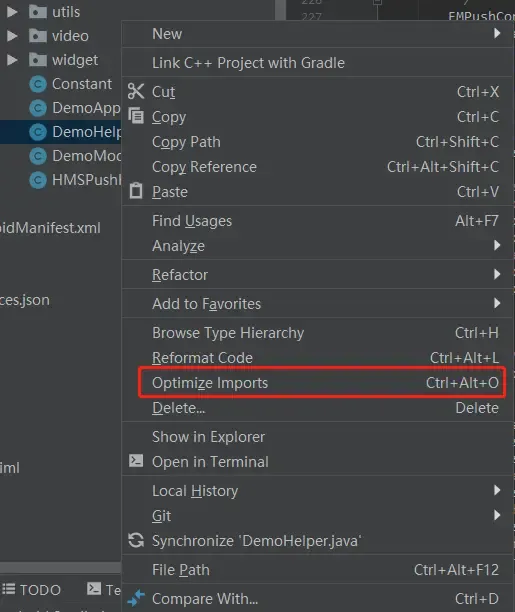 utils
video
widget
Constant
DemoApp
DemoHelp
DemoMod
HMSPushH
oidManifest.xml
ces.json
iml
226
227
EMPushCon
New
Link C++ Project with Gradle
Cut Ctrl+X
Copy Ctrl+C
Copy Path Ctrl+Shift+C
Copy Reference Ctrl+Alt+Shift+C
Paste Ctrl+V
Find Usages Alt+F7
Analyze
Refactor
Add to Favorites
Browse Type Hierarchy Ctrl+H
Reformat Code Ctrl+Alt+L
Optimize Imports Ctrl+Alt+O
Delete... Delete
Show in Explorer
Open in Terminal
Local History
Git
Synchronize 'DemoHelper.java'
File Path Ctrl+Alt+F12
Compare With... Ctrl+D
TODO Te